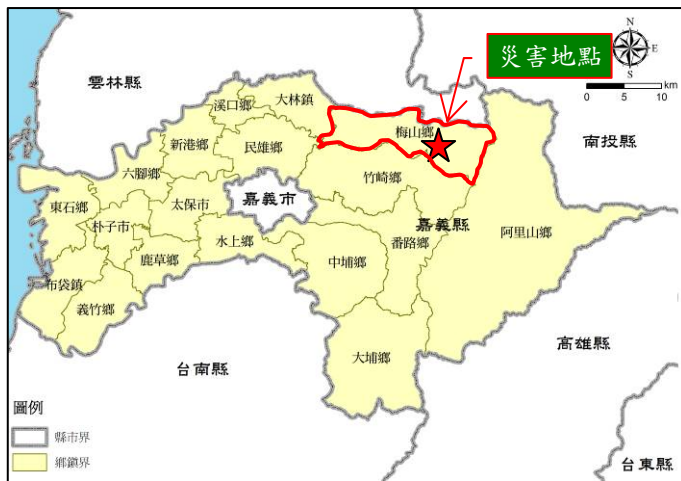 N
W
E
S
0
5
10
km
災害地點
雲林縣
大林鎮
溪口鄉
梅山鄉
南投縣
新港鄉
民雄鄉
六腳鄉
竹崎鄉
東石鄉
太保市
嘉義市
朴子市
嘉義縣
水上鄉
番路鄉
阿里山鄉
鹿草鄉
中埔鄉
布袋鎮
義竹鄉
高雄縣
大埔鄉
台南縣
圖例
縣市界
鄉鎮界
台東縣